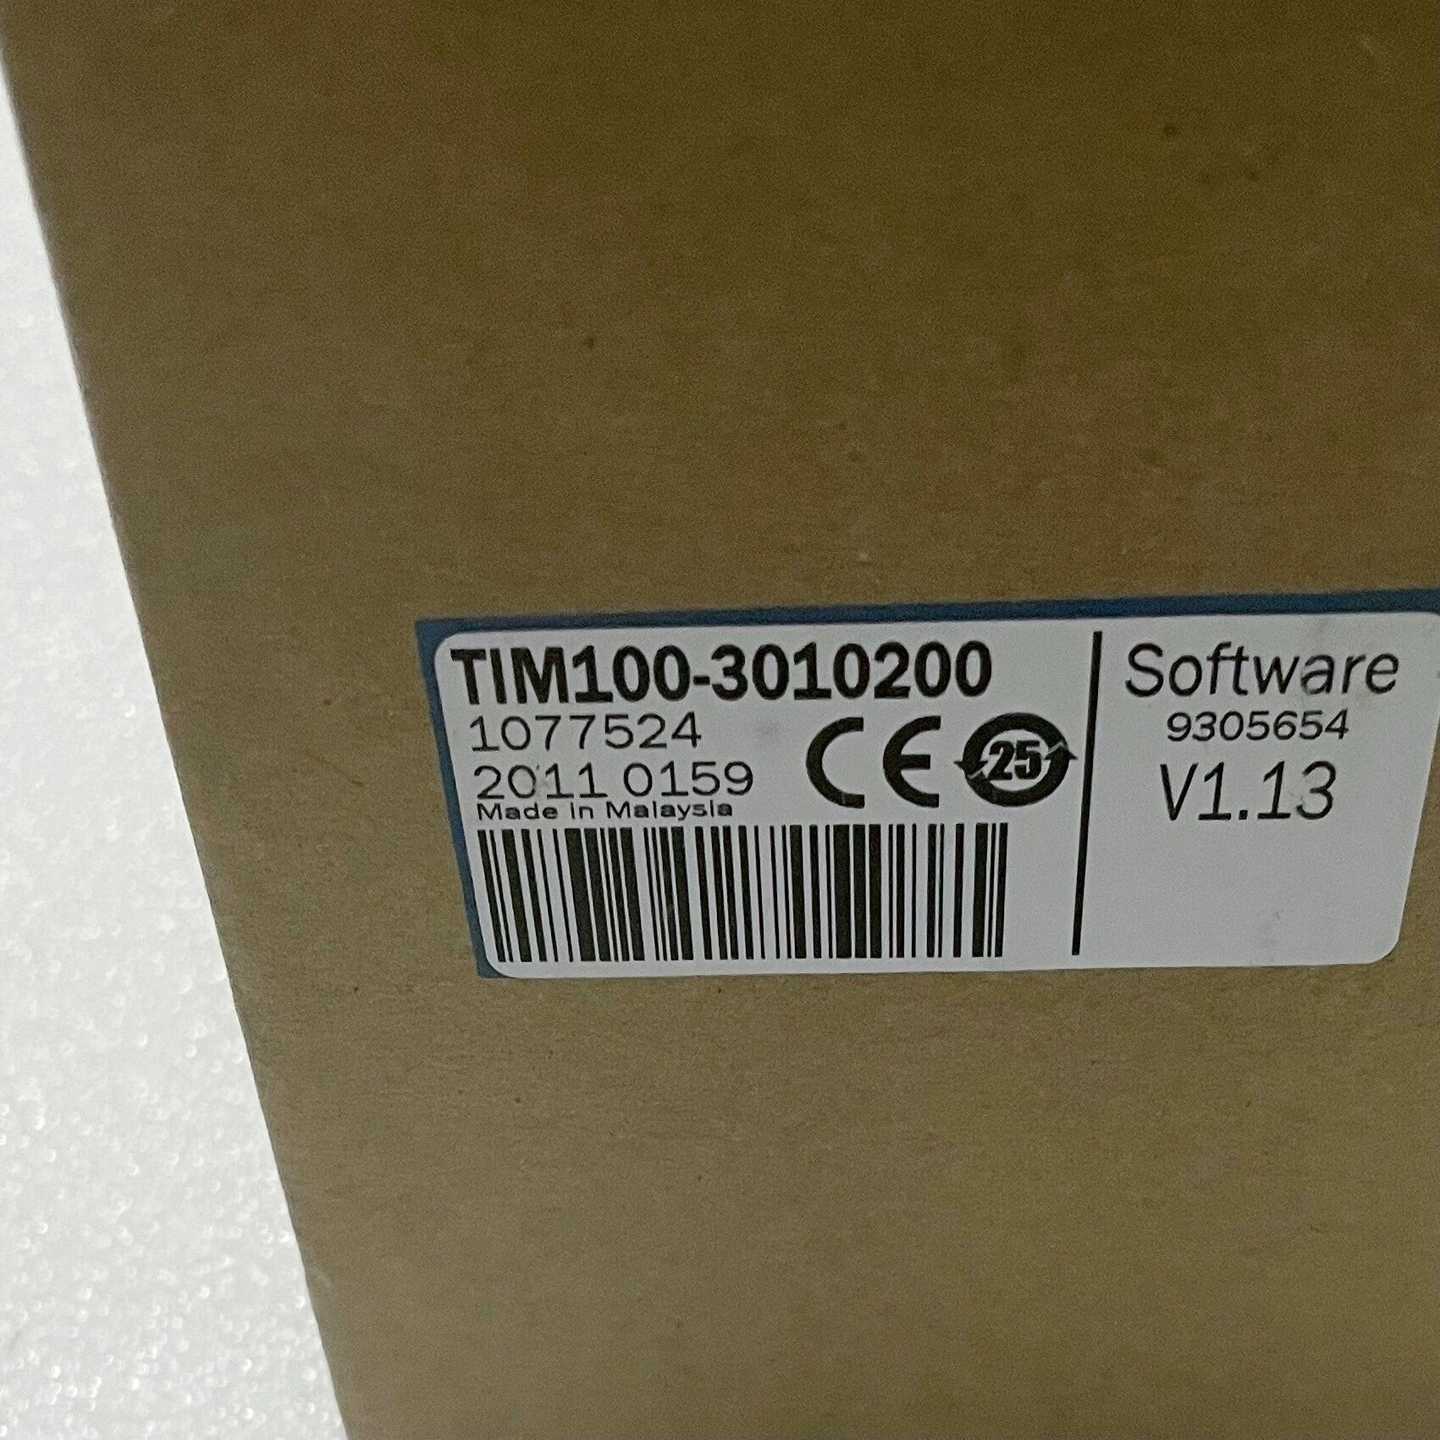 TIM100-3010200
1077524
2011 0159
Made in Malaysia
CE
25
Software
9305654
V1.13